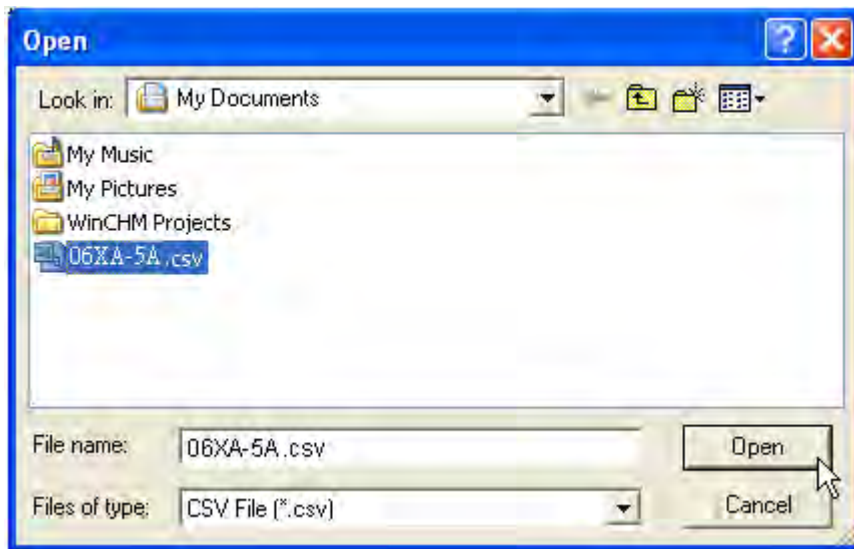 Open
Look in: My Documents
My Music
My Pictures
WinCHM Projects
06XA-5A.csv
File name: 06XA-5A.csv Open
Files of type: CSV File (*.csv) Cancel